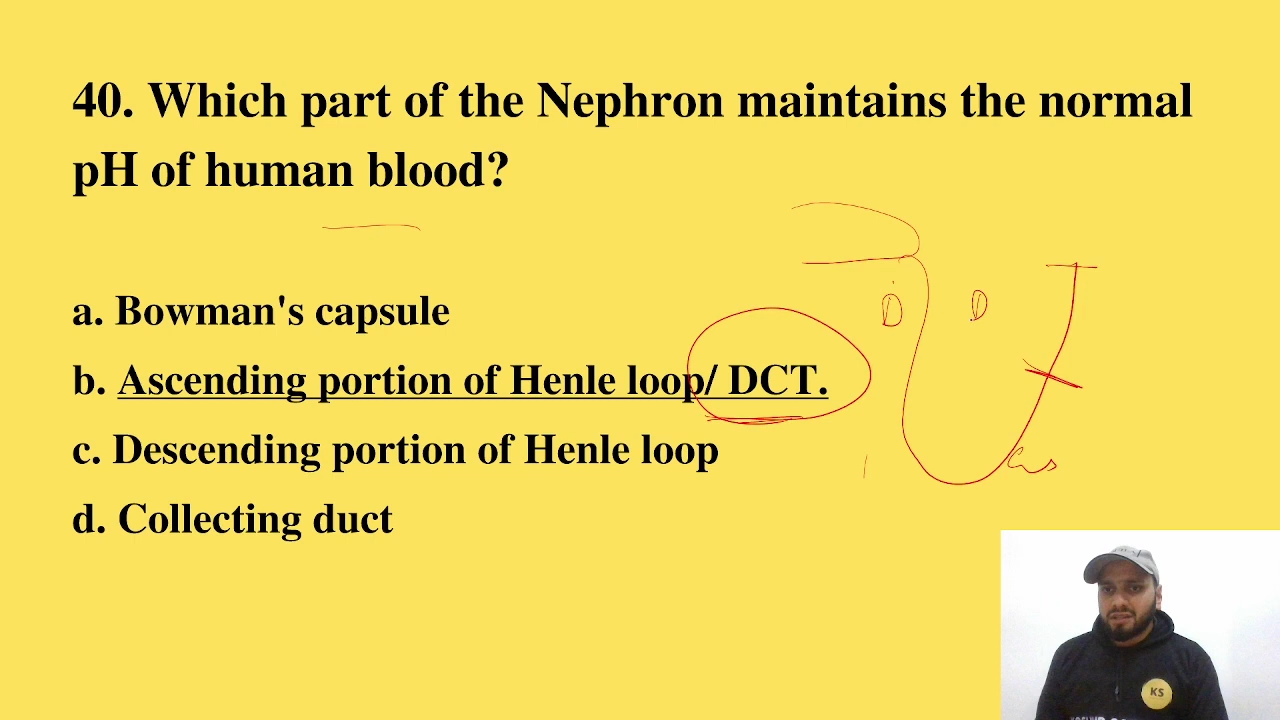 40. Which part of the Nephron maintains the normal
pH of human blood?
a. Bowman's capsule
b. Ascending portion of Henle loop/ DCT.
c. Descending portion of Henle loop
d. Collecting duct
D
D
KS